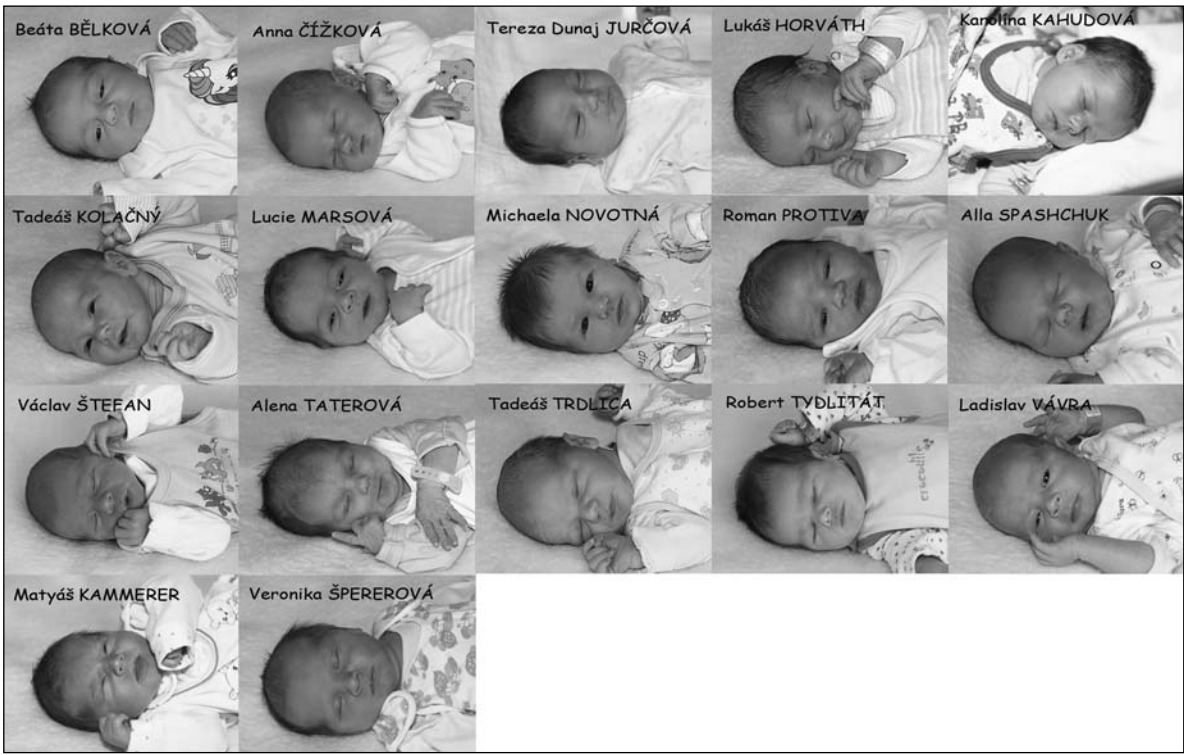 Beáta BĚLKOVÁ
Anna ČÍŽKOVÁ
Tereza Dunaj JURČOVÁ
Lukáš HORVÁTH
Karolína KAHUDOVÁ
Tadeáš KOLAČNÝ
Lucie MARSOVÁ
Michaela NOVOTNÁ
Roman PROTIVA
Alla SPASHCHUK
Václav ŠTEFAN
Alena TATEROVÁ
Tadeáš TRDLICA
Robert TYDLITÁT
crocodile
Ladislav VÁVRA
Matyáš KAMMERER
Veronika ŠPEREROVÁ